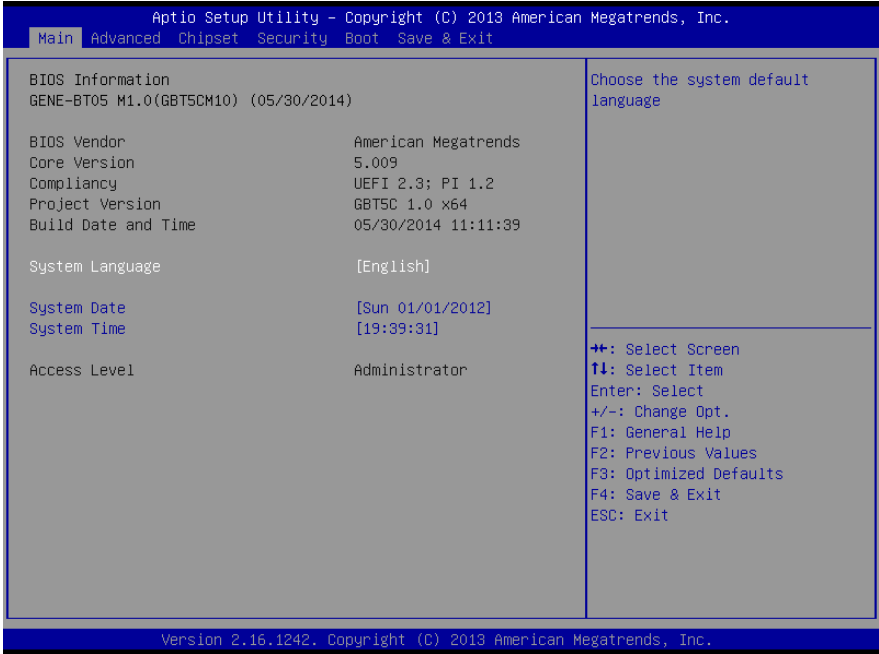 Aptio Setup Utility – Copyright (C) 2013 American Megatrends, Inc.
Main Advanced Chipset Security Boot Save & Exit
BIOS Information
GENE-BT05 M1.0(GBT5CM10) (05/30/2014)
BIOS Vendor American Megatrends
Core Version 5.009
Compliancy UEFI 2.3; PI 1.2
Project Version GBT5C 1.0 x64
Build Date and Time 05/30/2014 11:11:39
System Language [English]
System Date [Sun 01/01/2012]
System Time [19:39:31]
Access Level Administrator
Choose the system default
language
→←: Select Screen
↑↓: Select Item
Enter: Select
+/-: Change Opt.
F1: General Help
F2: Previous Values
F3: Optimized Defaults
F4: Save & Exit
ESC: Exit
Version 2.16.1242. Copyright (C) 2013 American Megatrends, Inc.